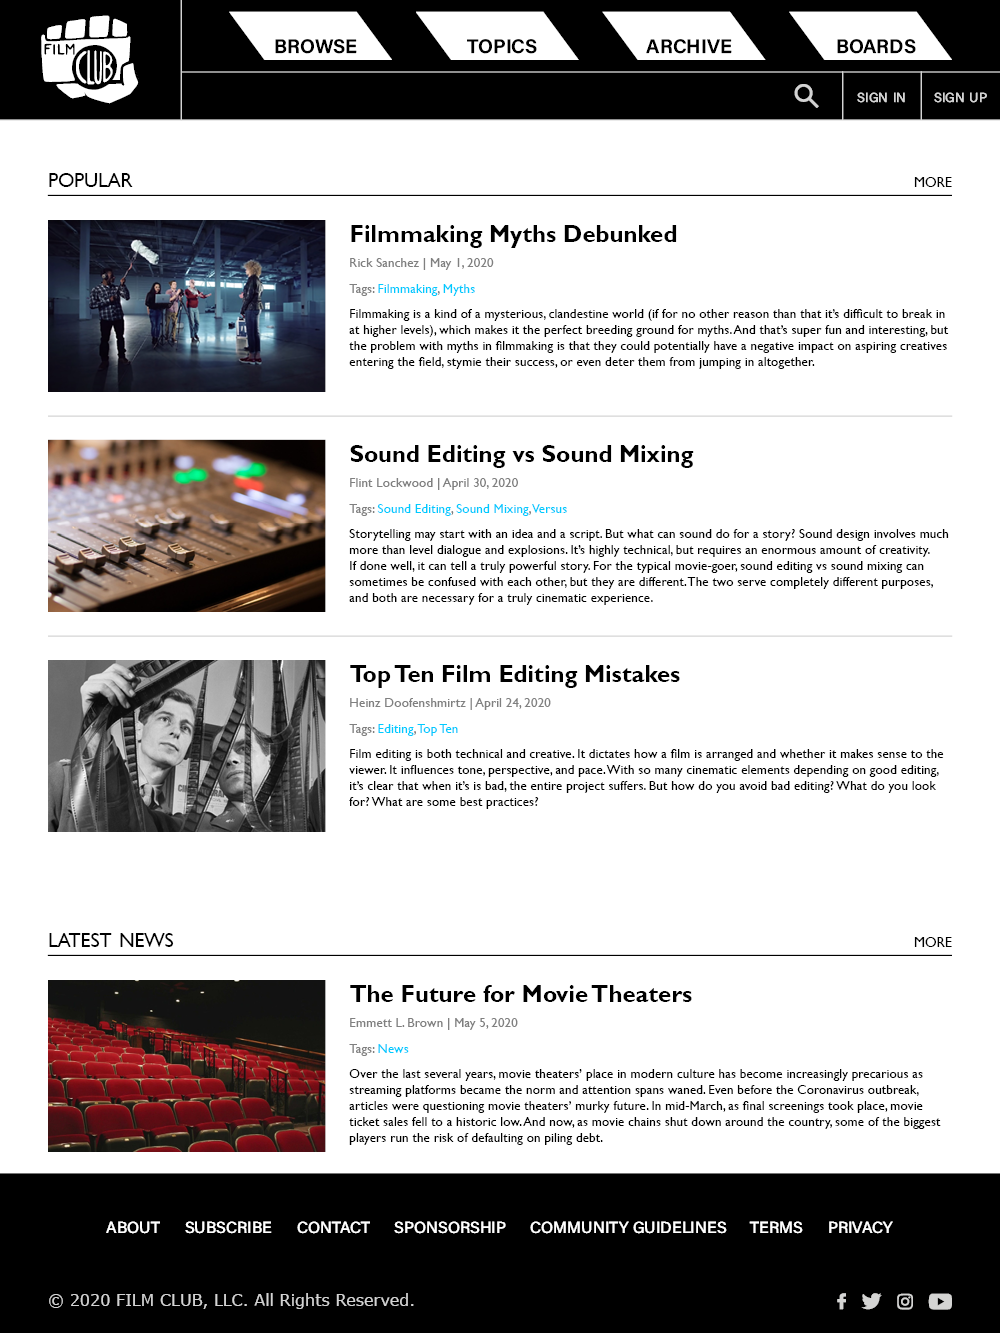 FILM
CLUB
BROWSE
TOPICS
ARCHIVE
BOARDS
SIGN IN
SIGN UP
POPULAR
MORE
Filmmaking Myths Debunked
Rick Sanchez | May 1, 2020
Tags: Filmmaking, Myths
Filmmaking is a kind of a mysterious, clandestine world (if for no other reason than that it's difficult to break in
at higher levels), which makes it the perfect breeding ground for myths. And that's super fun and interesting, but
the problem with myths in filmmaking is that they could potentially have a negative impact on aspiring creatives
entering the field, stymie their success, or even deter them from jumping in altogether.
Sound Editing vs Sound Mixing
Flint Lockwood | April 30, 2020
Tags: Sound Editing, Sound Mixing, Versus
Storytelling may start with an idea and a script. But what can sound do for a story? Sound design involves much
more than level dialogue and explosions. It's highly technical, but requires an enormous amount of creativity.
If done well, it can tell a truly powerful story. For the typical movie-goer, sound editing vs sound mixing can
sometimes be confused with each other, but they are different. The two serve completely different purposes,
and both are necessary for a truly cinematic experience.
Top Ten Film Editing Mistakes
Heinz Doofenshmirtz | April 24, 2020
Tags: Editing, Top Ten
Film editing is both technical and creative. It dictates how a film is arranged and whether it makes sense to the
viewer. It influences tone, perspective, and pace. With so many cinematic elements depending on good editing,
it's clear that when it's is bad, the entire project suffers. But how do you avoid bad editing? What do you look
for? What are some best practices?
LATEST NEWS
MORE
The Future for Movie Theaters
Emmett L. Brown | May 5, 2020
Tags: News
Over the last several years, movie theaters' place in modern culture has become increasingly precarious as
streaming platforms became the norm and attention spans waned. Even before the Coronavirus outbreak,
articles were questioning movie theaters' murky future. In mid-March, as final screenings took place, movie
ticket sales fell to a historic low. And now, as movie chains shut down around the country, some of the biggest
players run the risk of defaulting on piling debt.
ABOUT
SUBSCRIBE
CONTACT
SPONSORSHIP
COMMUNITY GUIDELINES
TERMS
PRIVACY
© 2020 FILM CLUB, LLC. All Rights Reserved.